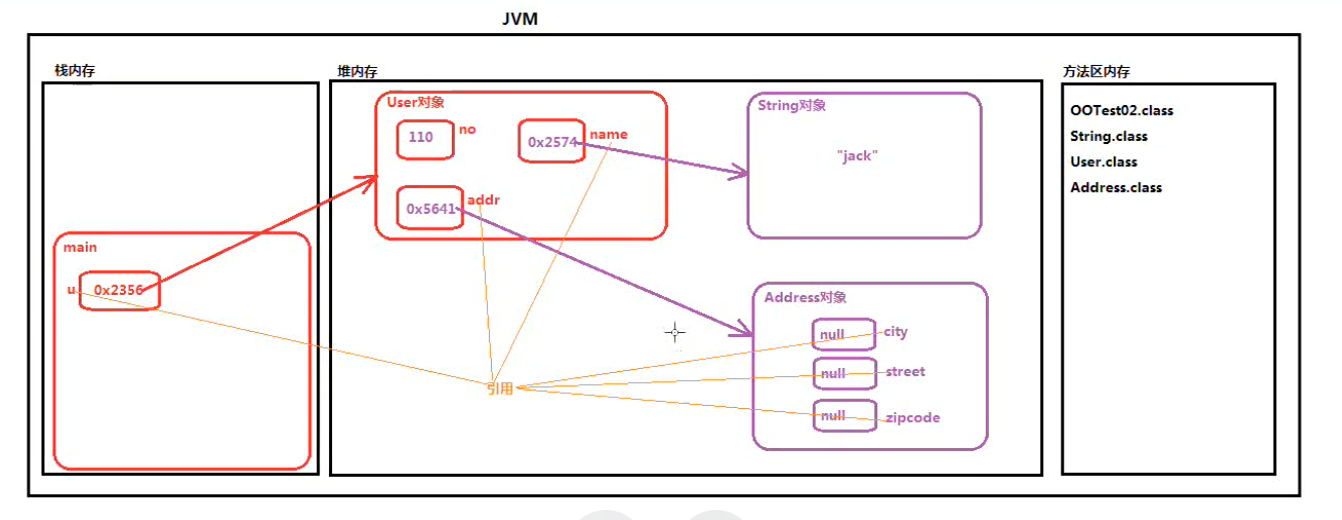 JVM
栈内存
main
u
0x2356
堆内存
User对象
110
no
0x2574
name
0x5641
addr
String对象
"jack"
Address对象
null
city
null
street
null
zipcode
引用
方法区内存
OOTest02.class
String.class
User.class
Address.class